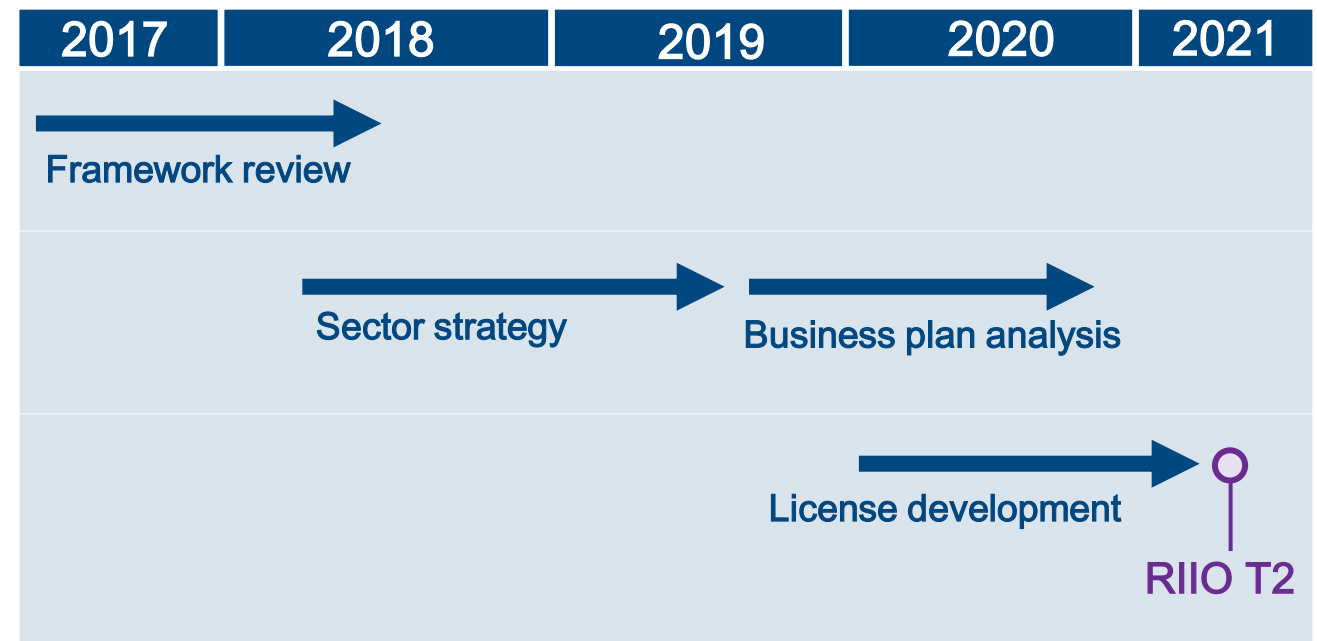 2017 2018 2019 2020 2021
Framework review
Sector strategy
Business plan analysis
License development
RIIO T2